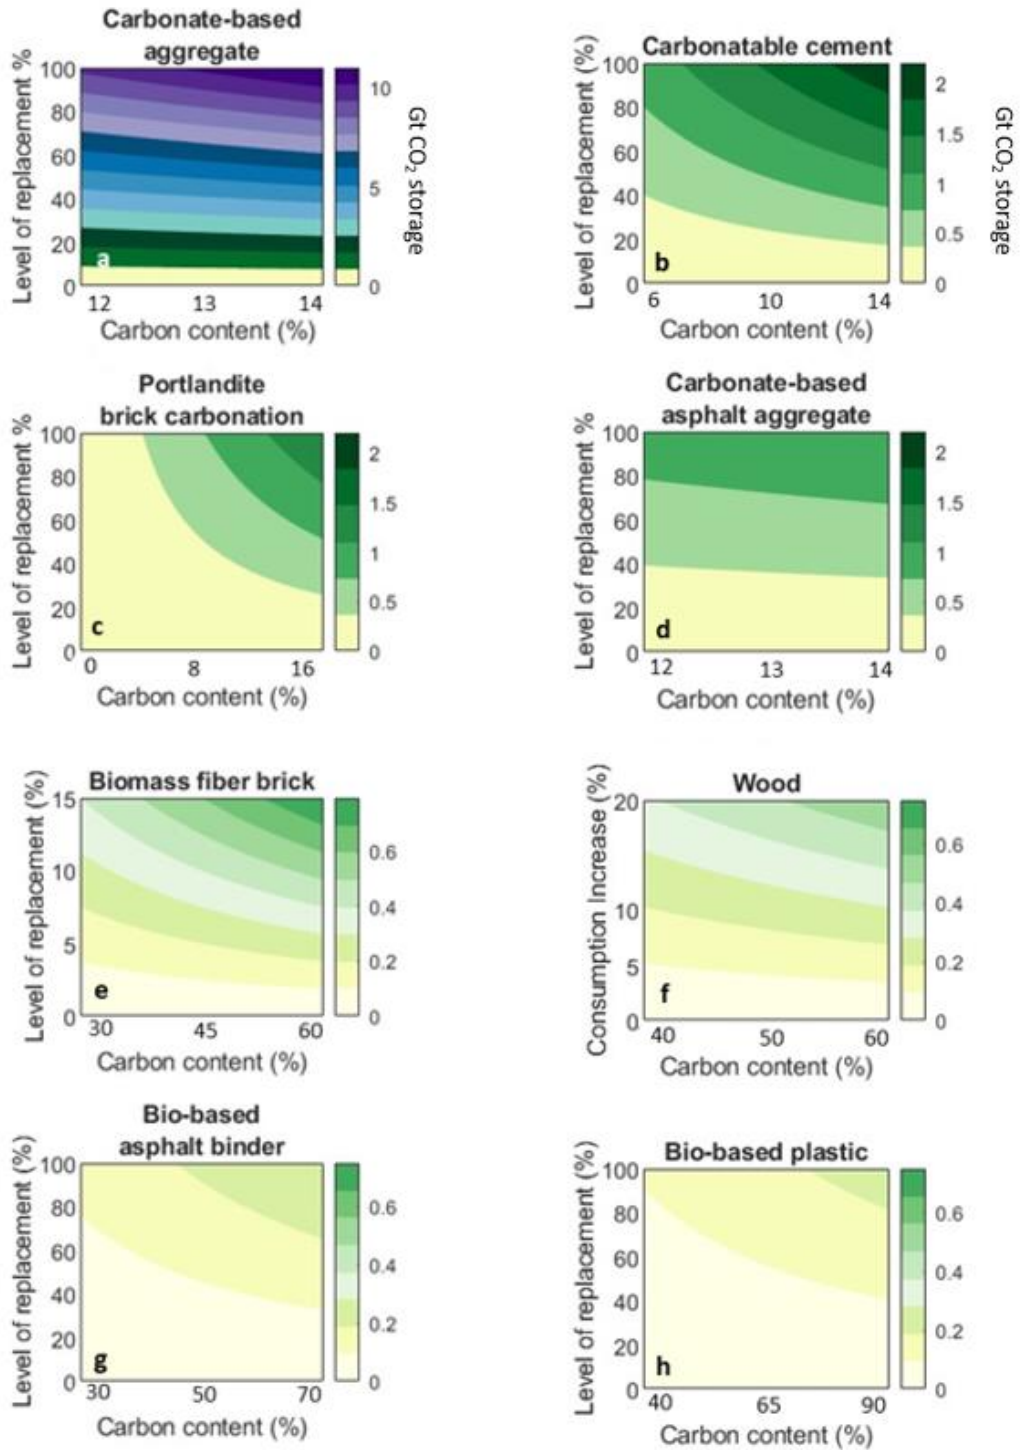 Carbonate-based
aggregate
Level of replacement %
100
80
60
40
20
0
a
12 13 14
Carbon content (%)
10
5
0
Gt CO₂ storage
Carbonatable cement
Level of replacement (%)
100
80
60
40
20
0
b
6 10 14
Carbon content (%)
2
1.5
1
0.5
0
Gt CO₂ storage
Portlandite
brick carbonation
Level of replacement %
100
80
60
40
20
0
c
0 8 16
Carbon content (%)
2
1.5
1
0.5
0
Carbonate-based
asphalt aggregate
Level of replacement %
100
80
60
40
20
0
d
12 13 14
Carbon content (%)
2
1.5
1
0.5
0
Biomass fiber brick
Level of replacement (%)
15
10
5
0
e
30 45 60
Carbon content (%)
0.6
0.4
0.2
0
Wood
Consumption Increase (%)
20
10
5
0
f
40 50 60
Carbon content (%)
0.6
0.4
0.2
0
Bio-based
asphalt binder
Level of replacement (%)
100
80
60
40
20
0
g
30 50 70
Carbon content (%)
0.6
0.4
0.2
0
Bio-based plastic
Level of replacement (%)
100
80
60
40
20
0
h
40 65 90
Carbon content (%)
0.6
0.4
0.2
0